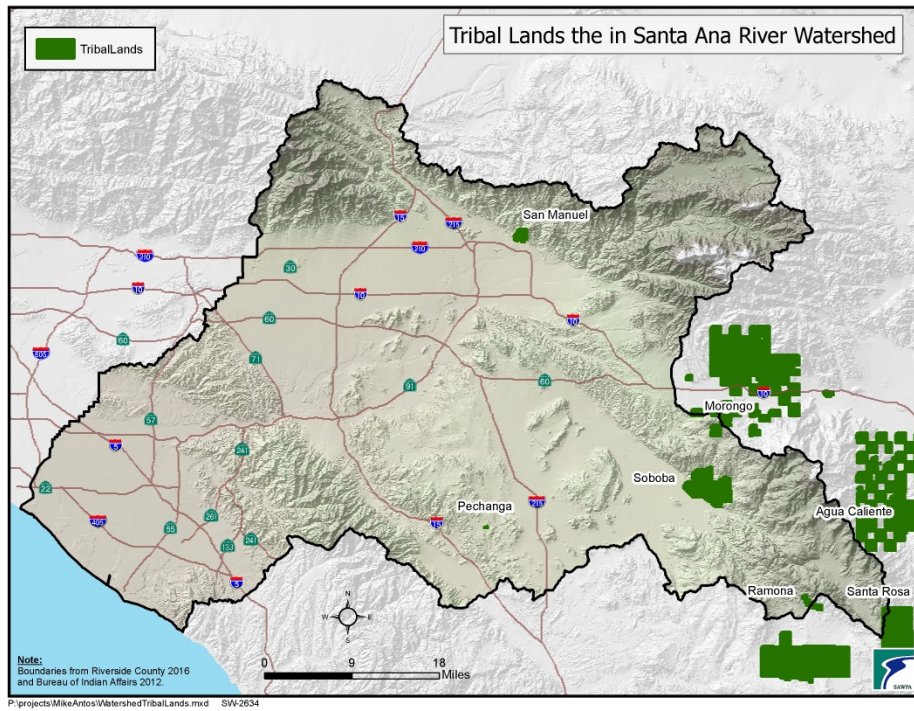 Tribal Lands the in Santa Ana River Watershed
TribalLands
San Manuel
15
215
210
210
30
10
10
10
60
60
605
71
91
60
10
Morongo
57
5
241
Soboba
22
405
55
261
133
241
Pechanga
15
215
Agua Caliente
5
Ramona
Santa Rosa
N
W
E
S
0
9
18
Miles
Note:
Boundaries from Riverside County 2016
and Bureau of Indian Affairs 2012.
SAWPA
P:\projects\MikeAntos\WatershedTribalLands.mxd SW-2634